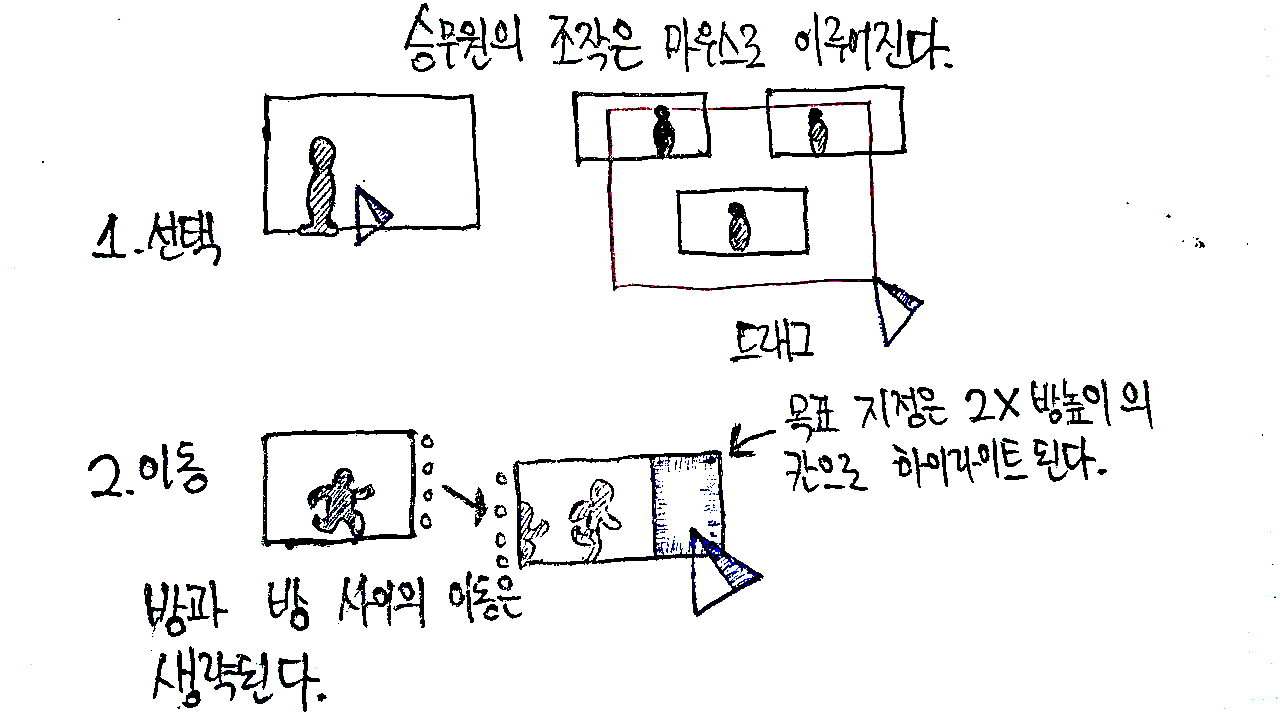 승무원의 조작은 마우스로 이루어진다.
1. 선택
드래그
2. 이동
목표 지정은 2X방높이의
칸으로 하이라이트된다.
방과 방 사이의 이동은
생략된다.